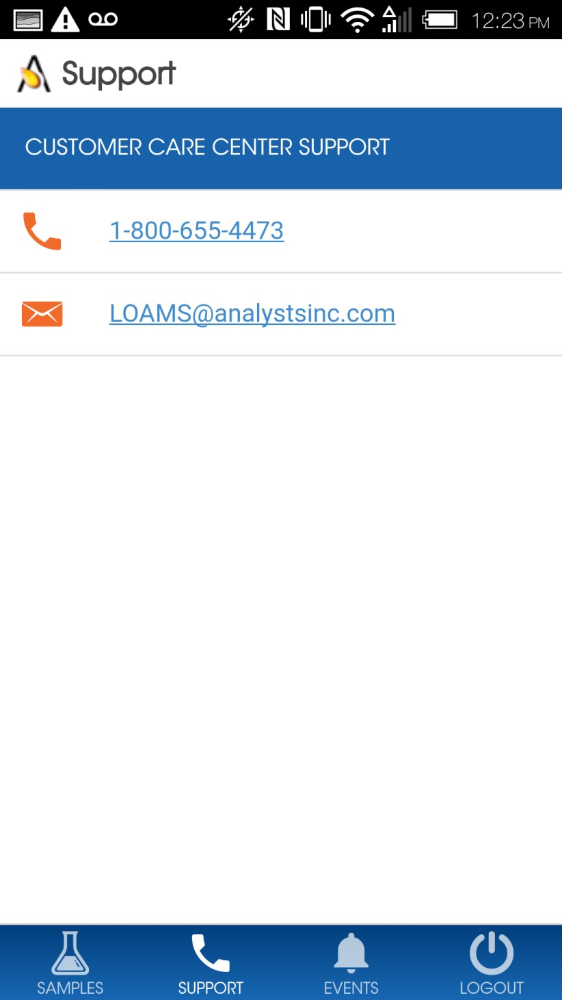 12:23 PM
Support
CUSTOMER CARE CENTER SUPPORT
1-800-655-4473
LOAMS@analystsinc.com
SAMPLES SUPPORT EVENTS LOGOUT